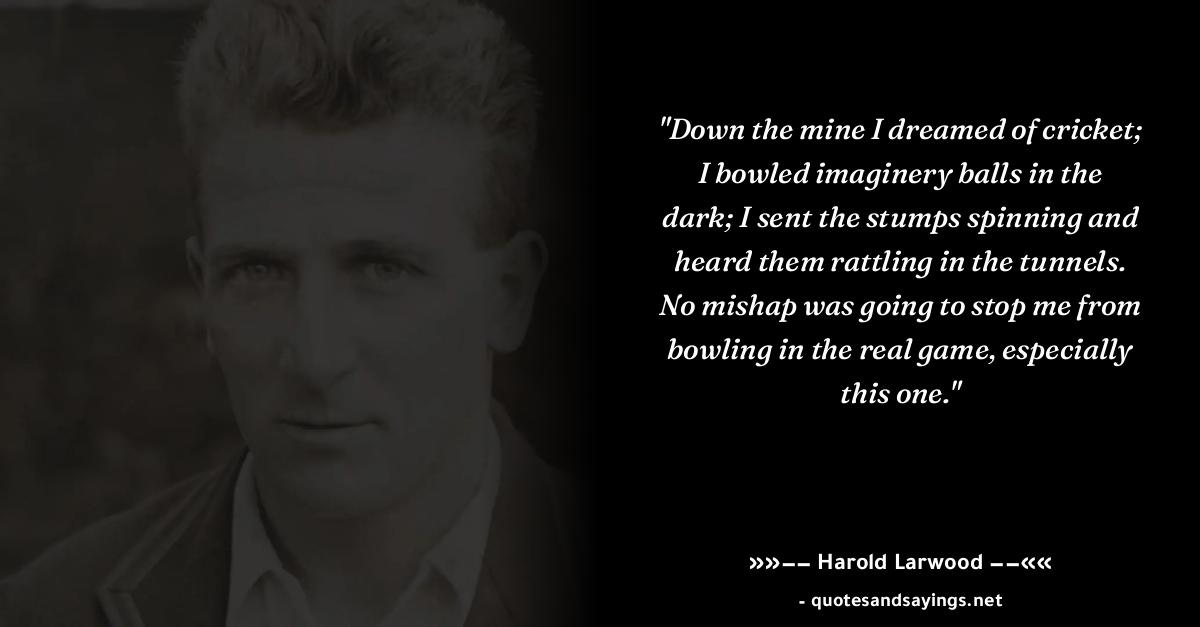 "Down the mine I dreamed of cricket;
I bowled imaginery balls in the
dark; I sent the stumps spinning and
heard them rattling in the tunnels.
No mishap was going to stop me from
bowling in the real game, especially
this one."
»»–– Harold Larwood ––««
- quotesandsayings.net